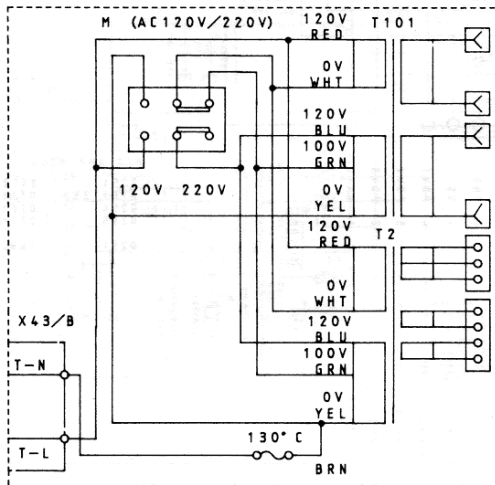 M (AC120V/220V)
120V
RED
T101
0V
WHT
120V
BLU
100V
GRN
120V 220V
0V
YEL
120V
RED
T2
0V
WHT
X43/B
120V
BLU
100V
GRN
T-N
0V
YEL
130°C
T-L
BRN